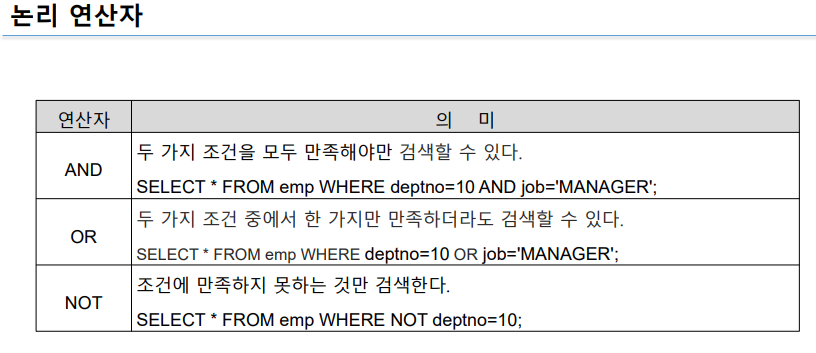 논리 연산자
연산자 의 미
AND
두 가지 조건을 모두 만족해야만 검색할 수 있다.
SELECT * FROM emp WHERE deptno=10 AND job='MANAGER';
OR
두 가지 조건 중에서 한 가지만 만족하더라도 검색할 수 있다.
SELECT * FROM emp WHERE deptno=10 OR job='MANAGER';
NOT
조건에 만족하지 못하는 것만 검색한다.
SELECT * FROM emp WHERE NOT deptno=10;